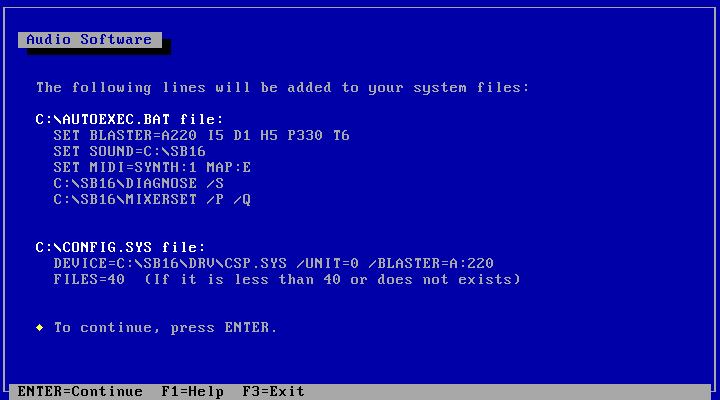 Audio Software
The following lines will be added to your system files:
C:\AUTOEXEC.BAT file:
SET BLASTER=A220 I5 D1 H5 P330 T6
SET SOUND=C:\SB16
SET MIDI=SYNTH:1 MAP:E
C:\SB16\DIAGNOSE /S
C:\SB16\MIXERSET /P /Q
C:\CONFIG.SYS file:
DEVICE=C:\SB16\DRV\CSP.SYS /UNIT=0 /BLASTER=A:220
FILES=40  (If it is less than 40 or does not exists)
To continue, press ENTER.
ENTER=Continue  F1=Help  F3=Exit